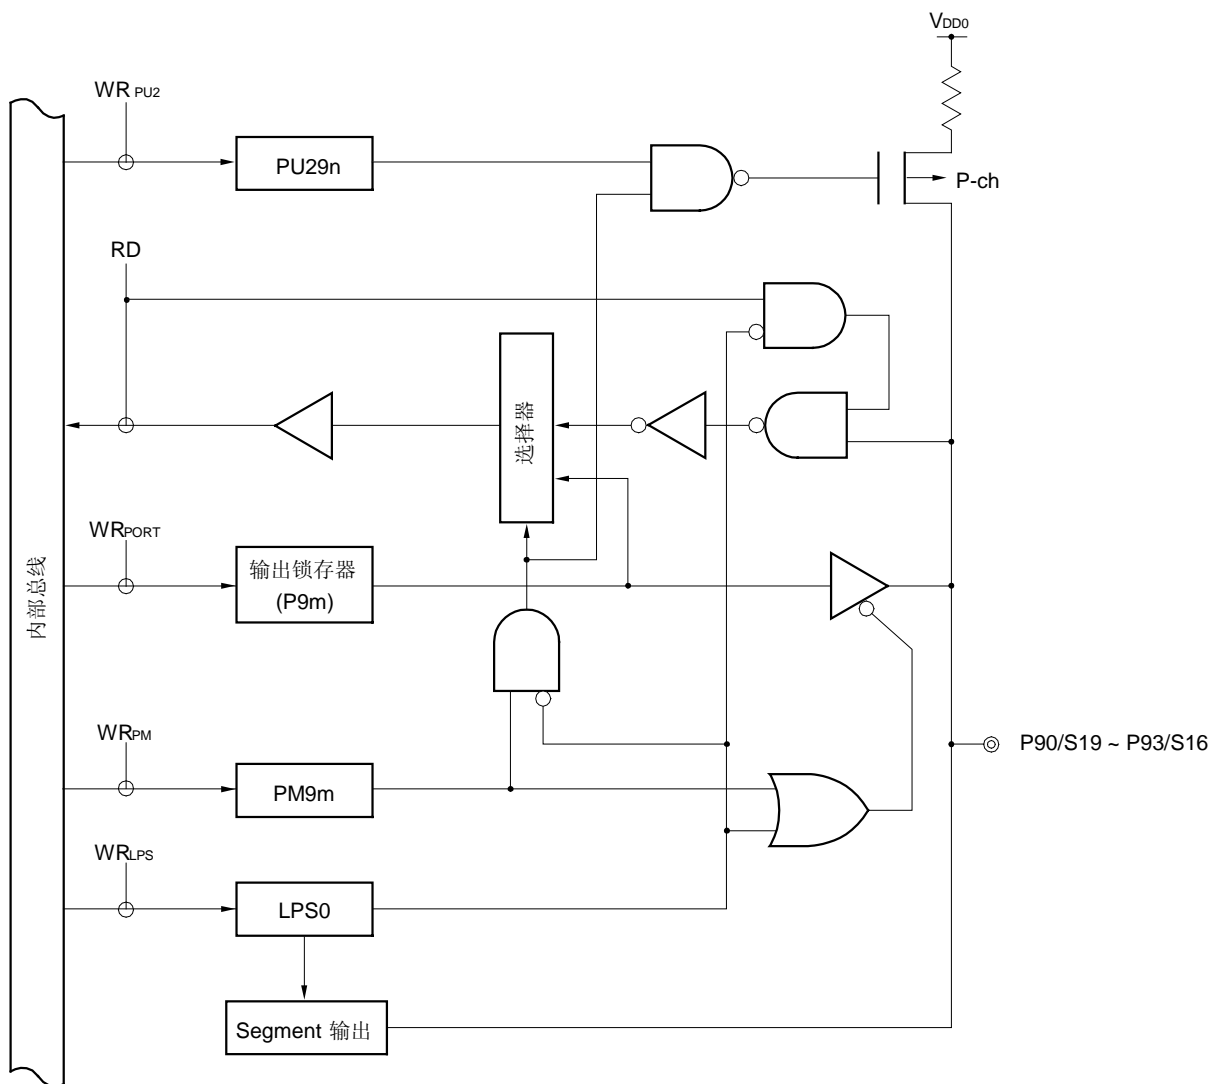 VDD0
WR PU2
PU29n
P-ch
RD
选择器
WRPORT
输出锁存器
(P9m)
内部总线
WRPM
PM9m
P90/S19 ~ P93/S16
WRLPS
LPS0
Segment 输出